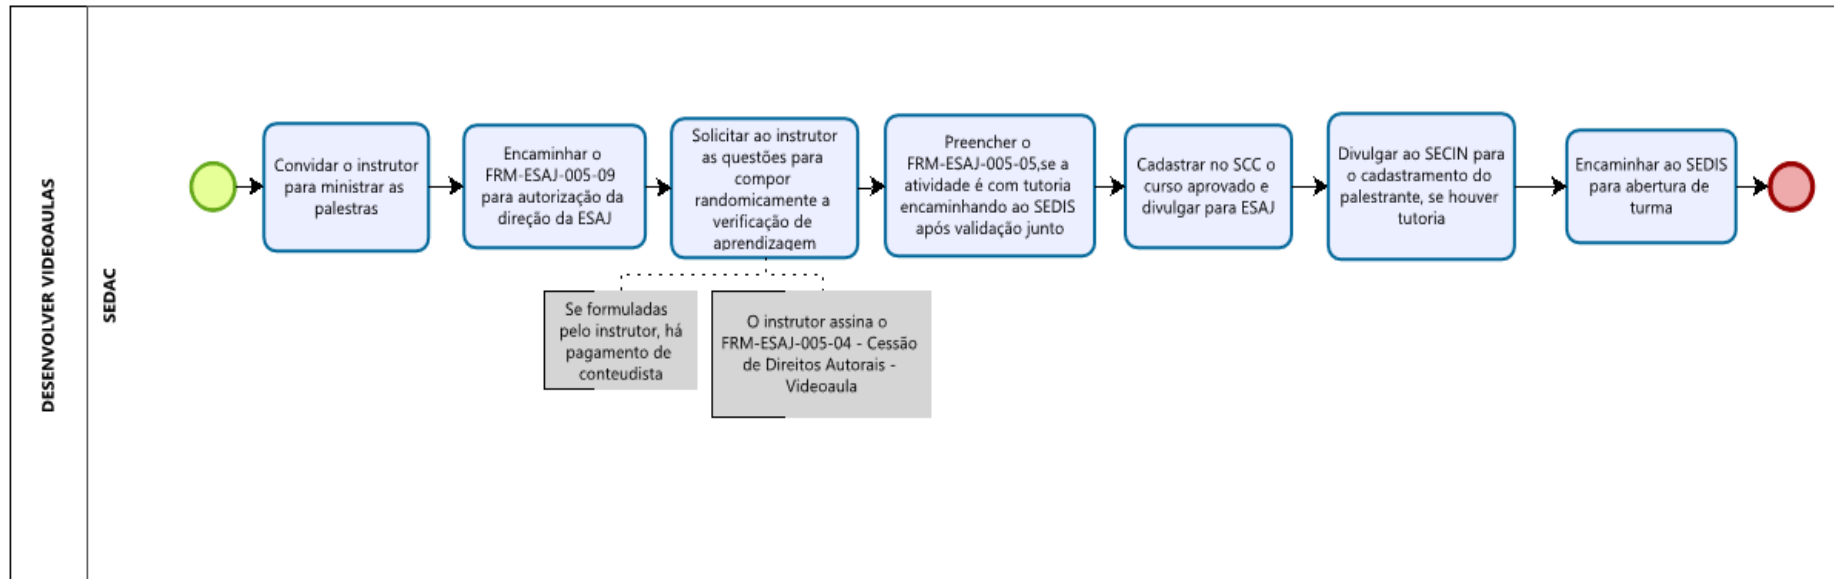 DESENVOLVER VIDEOAULAS
SEDAC
Convidar o instrutor
para ministrar as
palestras
Encaminhar o
FRM-ESAJ-005-09
para autorização da
direção da ESAJ
Solicitar ao instrutor
as questões para
compor
randomicamente a
verificação de
aprendizagem
Preencher o
FRM-ESAJ-005-05,se a
atividade é com tutoria
encaminhando ao SEDIS
após validação junto
Cadastrar no SCC o
curso aprovado e
divulgar para ESAJ
Divulgar ao SECIN para
o cadastramento do
palestrante, se houver
tutoria
Encaminhar ao SEDIS
para abertura de
turma
Se formuladas
pelo instrutor, há
pagamento de
conteudista
O instrutor assina o
FRM-ESAJ-005-04 - Cessão
de Direitos Autorais -
Videoaula